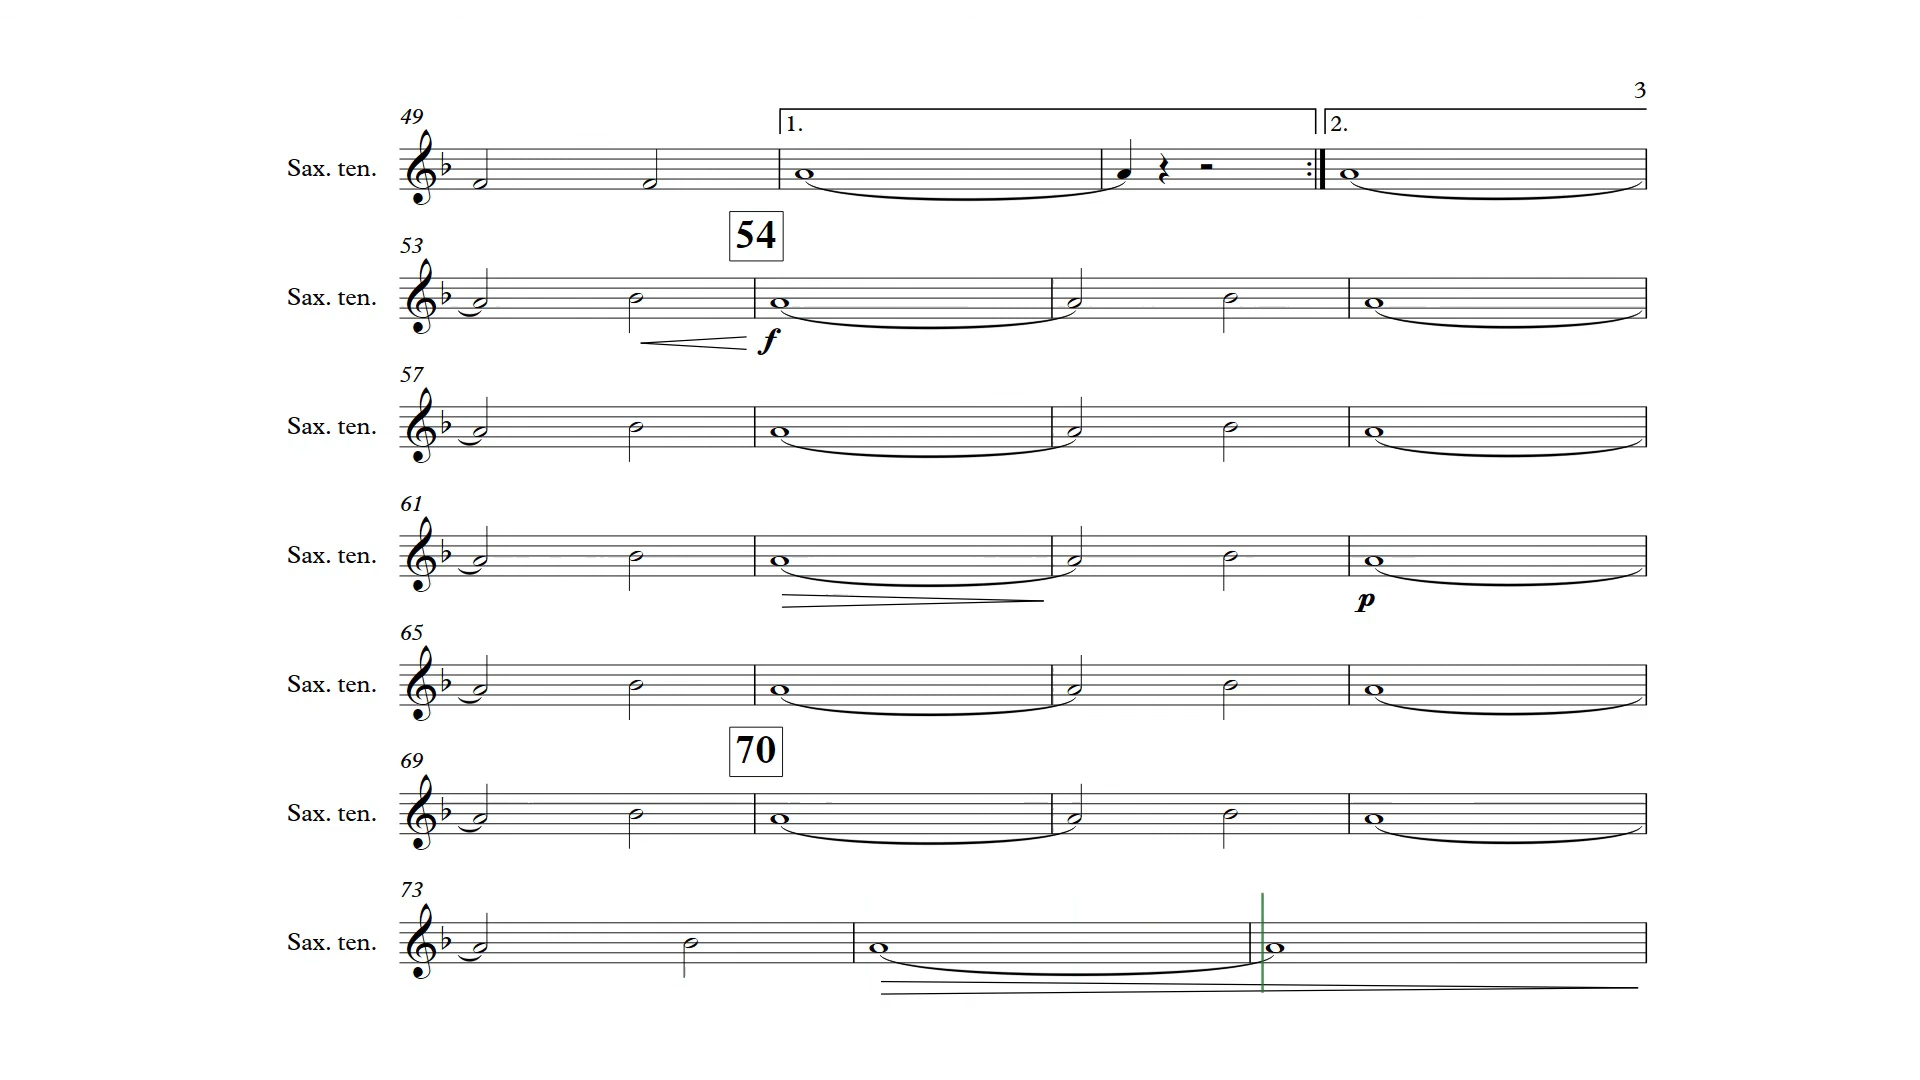 3
49
1.
2.
Sax. ten.
54
53
Sax. ten.
f
57
Sax. ten.
61
Sax. ten.
p
65
Sax. ten.
70
69
Sax. ten.
73
Sax. ten.